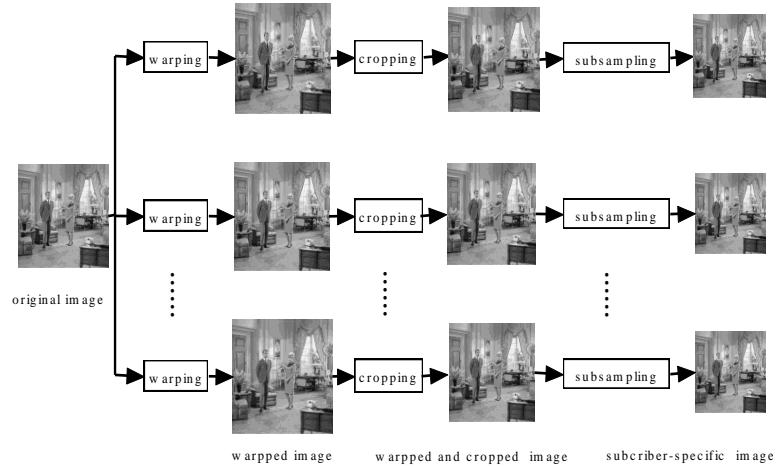 warping
cropping
subsampling
warping
cropping
subsampling
original image
warping
cropping
subsampling
warpped image
warpped and cropped image
subcriber-specific image